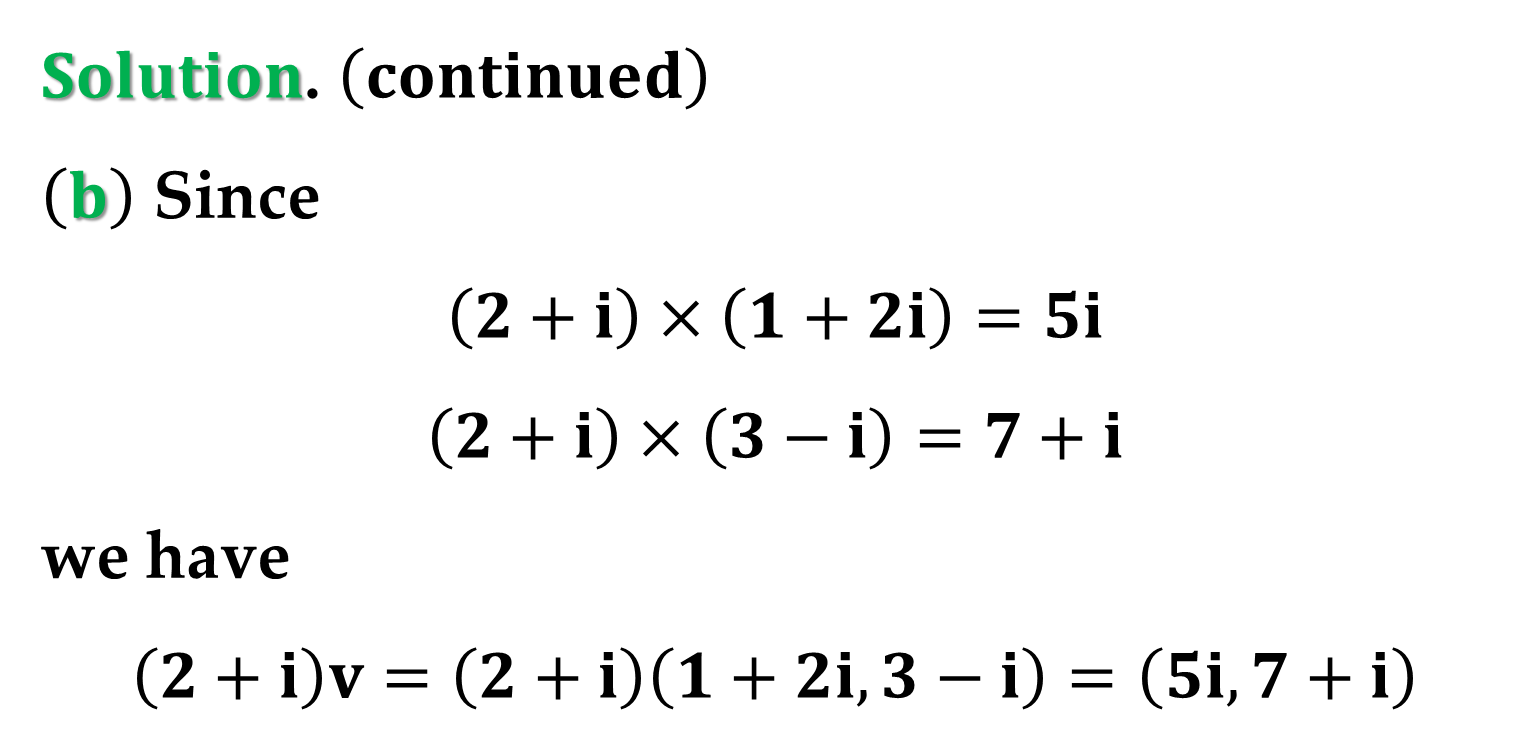 Solution. (continued)
(b) Since
(2 + i) × (1 + 2i) = 5i
(2 + i) × (3 − i) = 7 + i
we have
(2 + i)v = (2 + i)(1 + 2i, 3 − i) = (5i, 7 + i)